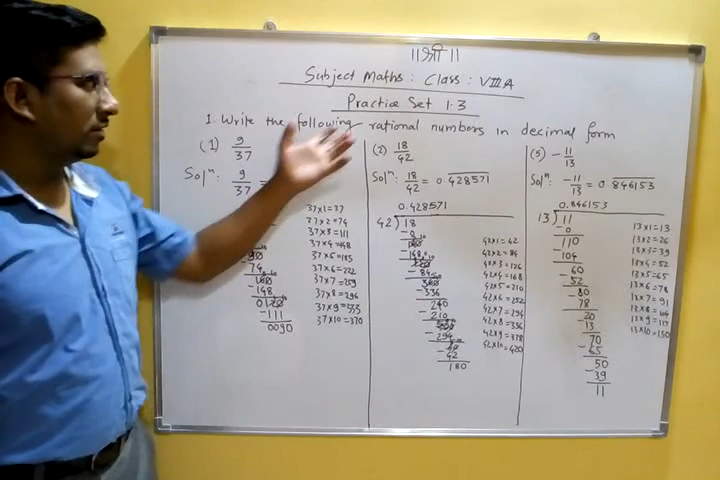 ||श्री||
Subject Maths: Class: VIII A
Practice Set 1.3
1. Write the following rational numbers in decimal form
(1) 9/37
Solⁿ: 9/37 =
37x1=37
37x2=74
37x3=111
37x4=148
37x5=185
37x6=222
37x7=259
37x8=296
37x9=333
37x10=370
90
74
160
-148
0120
-111
0090
(2) 18/42
Solⁿ: 18/42 = 0.428571
0.428571
42 18
-0
180
-168
-84
360
-336
240
-210
300
-294
60
-42
180
42x1=42
42x2=84
42x3=126
42x4=168
42x5=210
42x6=252
42x7=294
42x8=336
42x9=378
42x10=420
(5) -11/13
Solⁿ: -11/13 = 0.846153
0.846153
13 11
-0
110
-104
-60
52
-80
78
-20
13
70
-65
-50
39
11
13x1=13
13x2=26
13x3=39
13x4=52
13x5=65
13x6=78
13x7=91
13x8=104
13x9=117
13x10=130